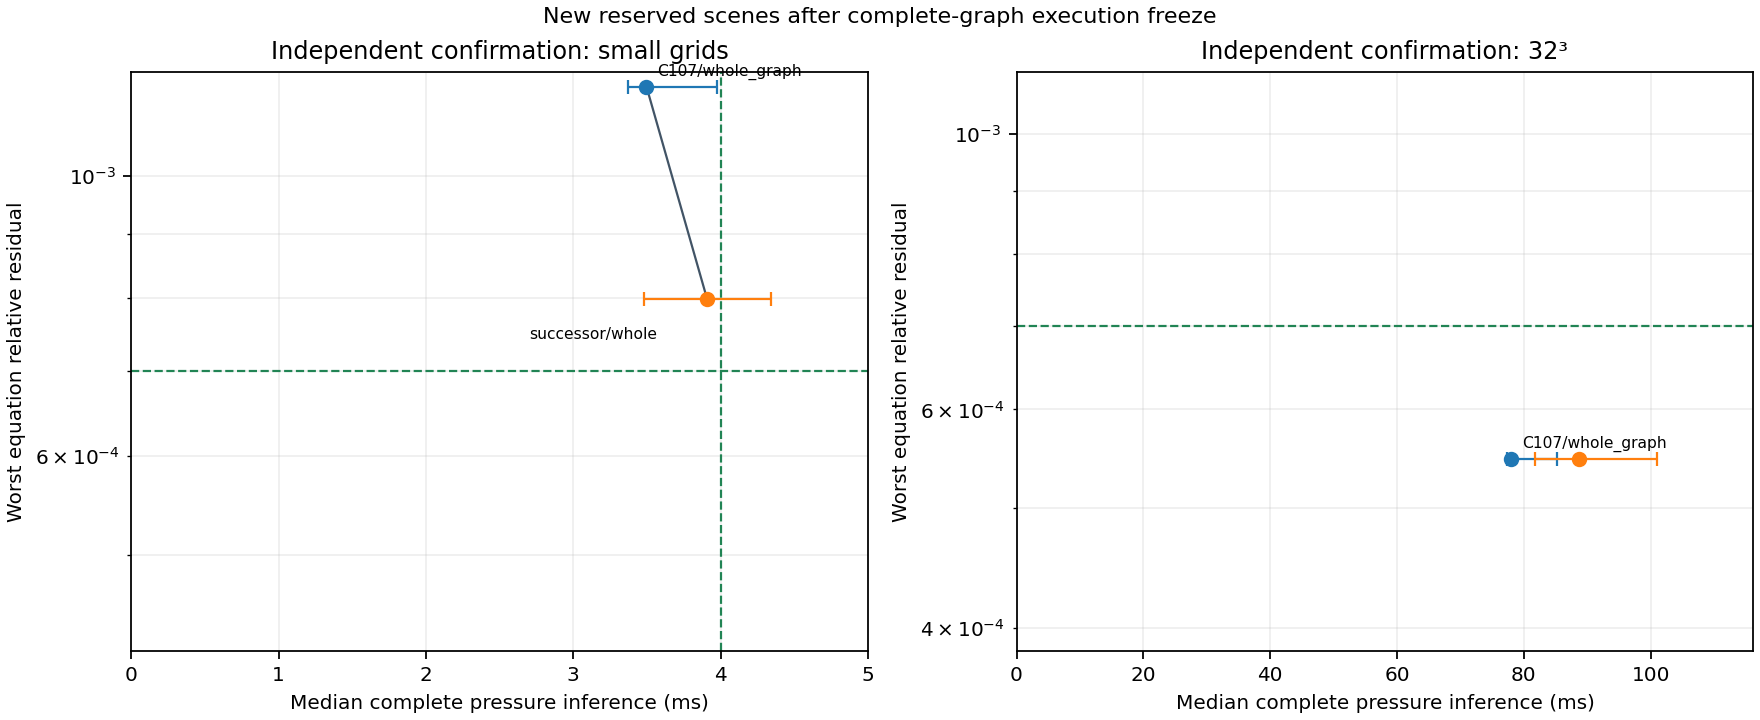 New reserved scenes after complete-graph execution freeze
Independent confirmation: small grids
C107/whole_graph
successor/whole
10⁻³
6 × 10⁻⁴
Worst equation relative residual
0 1 2 3 4 5
Median complete pressure inference (ms)
Independent confirmation: 32³
C107/whole_graph
10⁻³
6 × 10⁻⁴
4 × 10⁻⁴
Worst equation relative residual
0 20 40 60 80 100
Median complete pressure inference (ms)